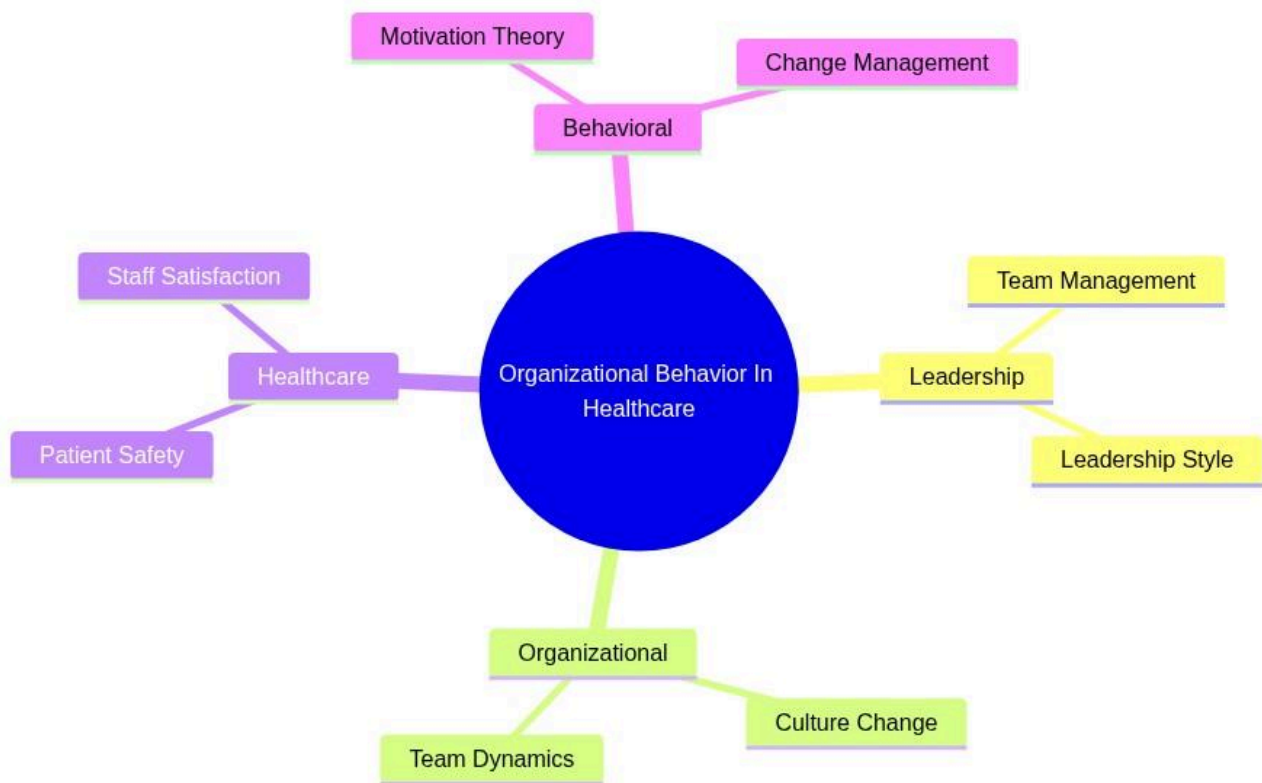 Motivation Theory
Change Management
Behavioral
Staff Satisfaction
Team Management
Healthcare
Organizational Behavior In
Healthcare
Leadership
Patient Safety
Leadership Style
Organizational
Culture Change
Team Dynamics